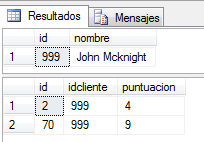 Resultados Mensajes
id nombre
1 999 John Mcknight
id idcliente puntuacion
1 2 999 4
2 70 999 9